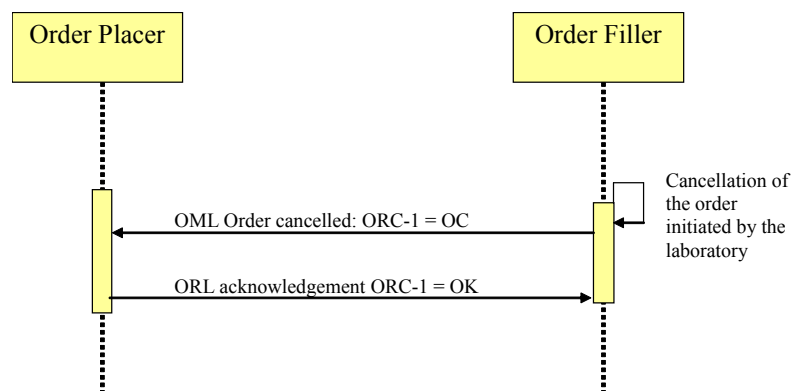 Order Placer
Order Filler
Cancellation of
the order
initiated by the
laboratory
OML Order cancelled: ORC-1 = OC
ORL acknowledgement ORC-1 = OK